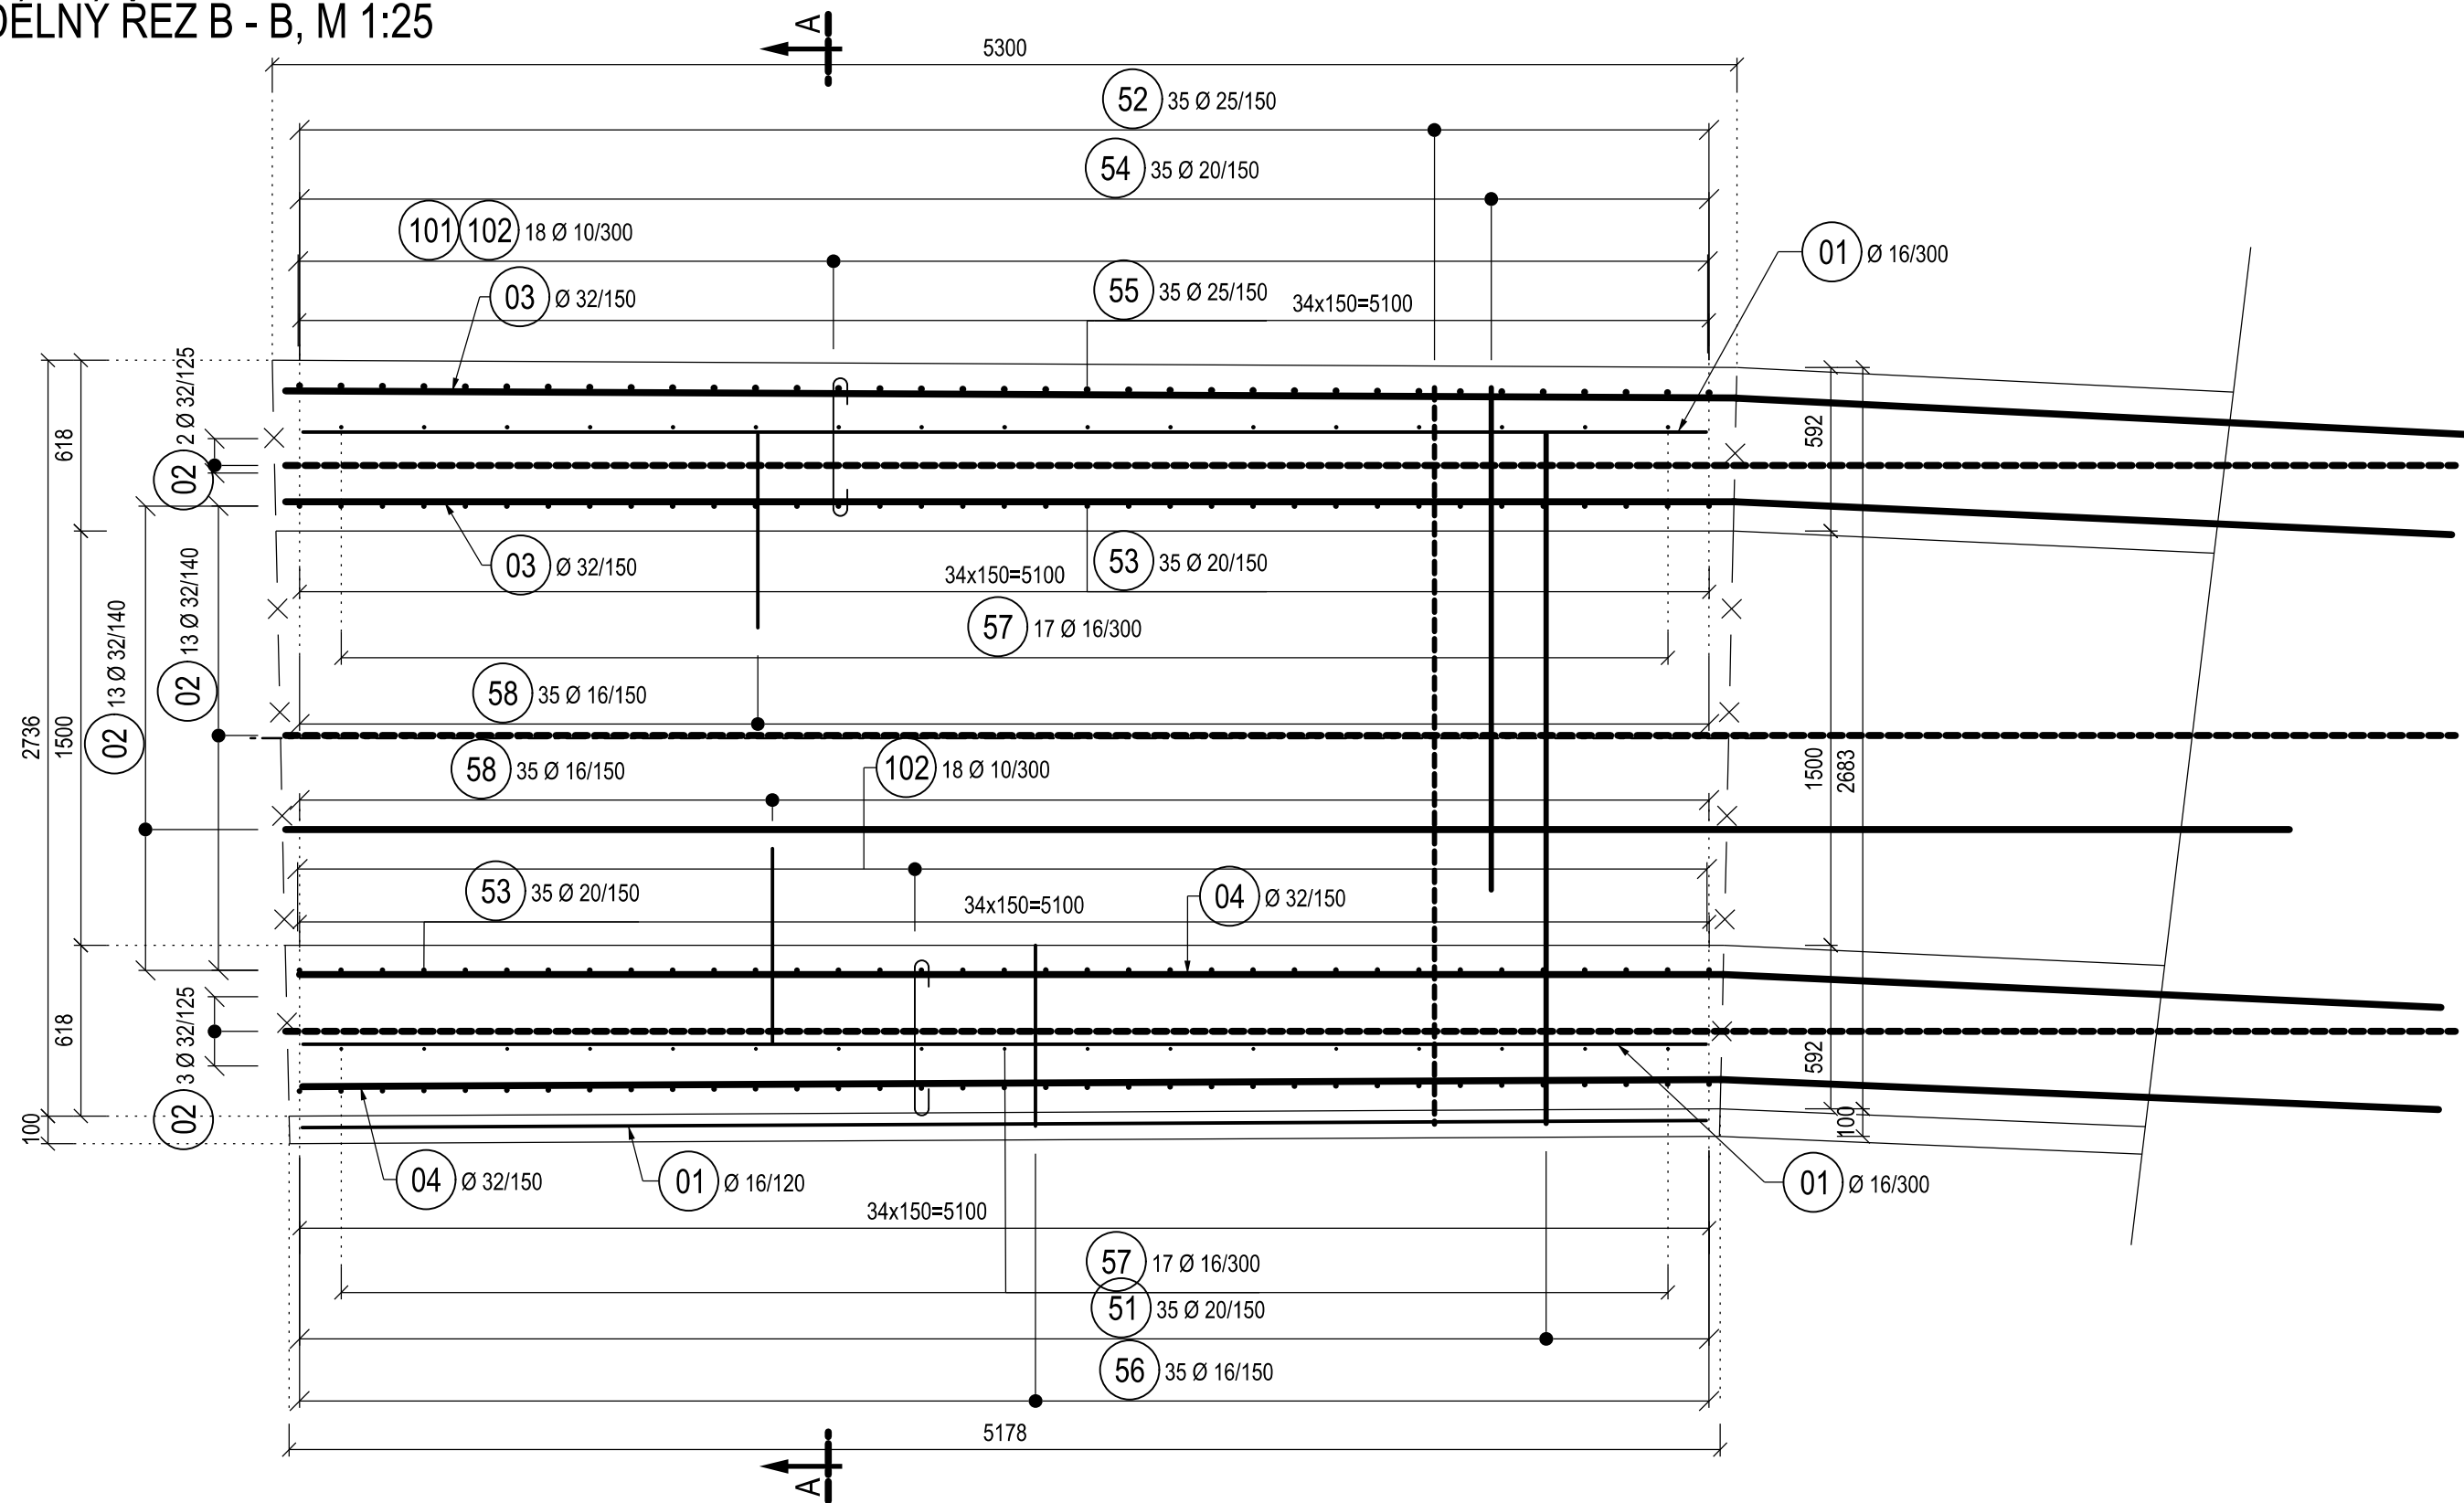 DĚLNÝ ŘEZ B - B, M 1:25
A
5300
52 35 Ø 25/150
54 35 Ø 20/150
101 102 18 Ø 10/300
01 Ø 16/300
03 Ø 32/150
55 35 Ø 25/150
34x150=5100
2 Ø 32/125
02
618
592
03 Ø 32/150
34x150=5100
53 35 Ø 20/150
57 17 Ø 16/300
13 Ø 32/140
02
13 Ø 32/140
02
58 35 Ø 16/150
2736
1500
1500
2683
58 35 Ø 16/150
102 18 Ø 10/300
53 35 Ø 20/150
34x150=5100
04 Ø 32/150
3 Ø 32/125
02
618
592
100
100
04 Ø 32/150
01 Ø 16/120
01 Ø 16/300
34x150=5100
57 17 Ø 16/300
51 35 Ø 20/150
56 35 Ø 16/150
5178
A